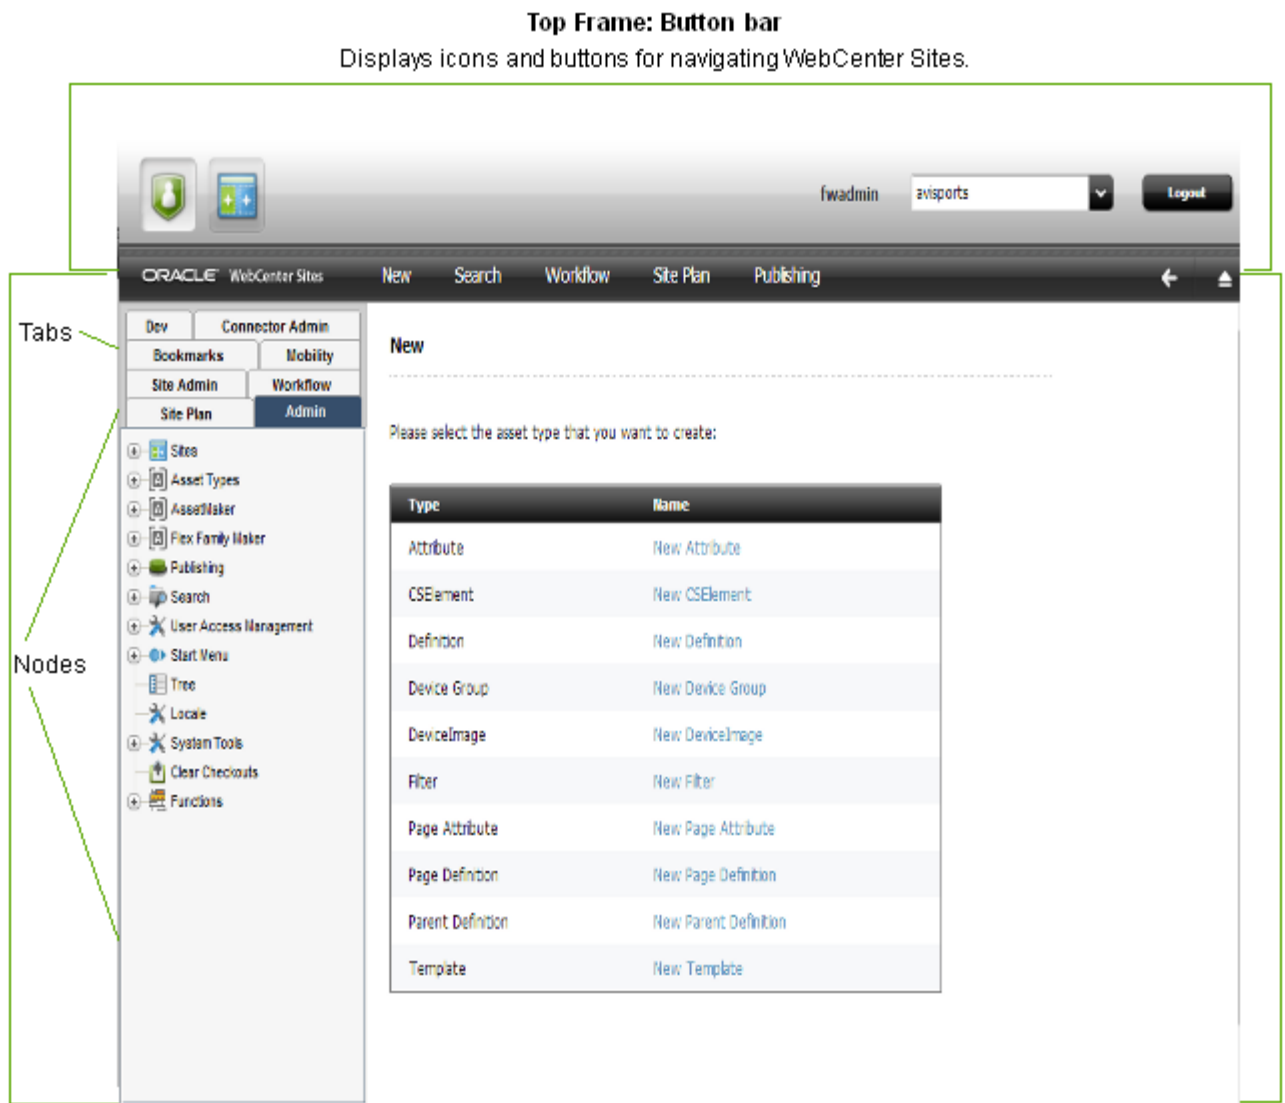 Top Frame: Button bar
Displays icons and buttons for navigating WebCenter Sites.
fwadmin avisports Logout
ORACLE WebCenter Sites New Search Workflow Site Plan Publishing
Tabs
Dev Connector Admin
Bookmarks Mobility
Site Admin Workflow
Site Plan Admin
Nodes
Sites
Asset Types
AssetMaker
Flex Family Maker
Publishing
Search
User Access Management
Start Menu
Tree
Locale
System Tools
Clear Checkouts
Functions
New
Please select the asset type that you want to create:
Type Name
Attribute New Attribute
CSElement New CSElement
Definition New Definition
Device Group New Device Group
DeviceImage New DeviceImage
Filter New Filter
Page Attribute New Page Attribute
Page Definition New Page Definition
Parent Definition New Parent Definition
Template New Template